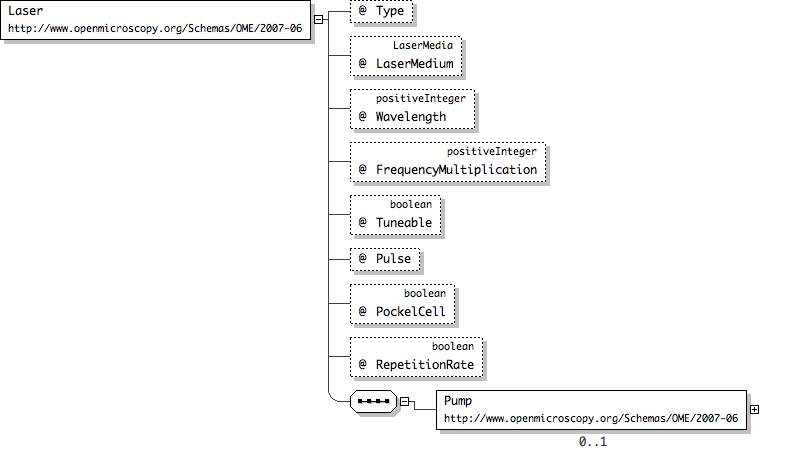 Laser
http://www.openmicroscopy.org/Schemas/OME/2007-06
@ Type
LaserMedia
@ LaserMedium
positiveInteger
@ Wavelength
positiveInteger
@ FrequencyMultiplication
boolean
@ Tuneable
@ Pulse
boolean
@ PockelCell
boolean
@ RepetitionRate
Pump
http://www.openmicroscopy.org/Schemas/OME/2007-06
0..1